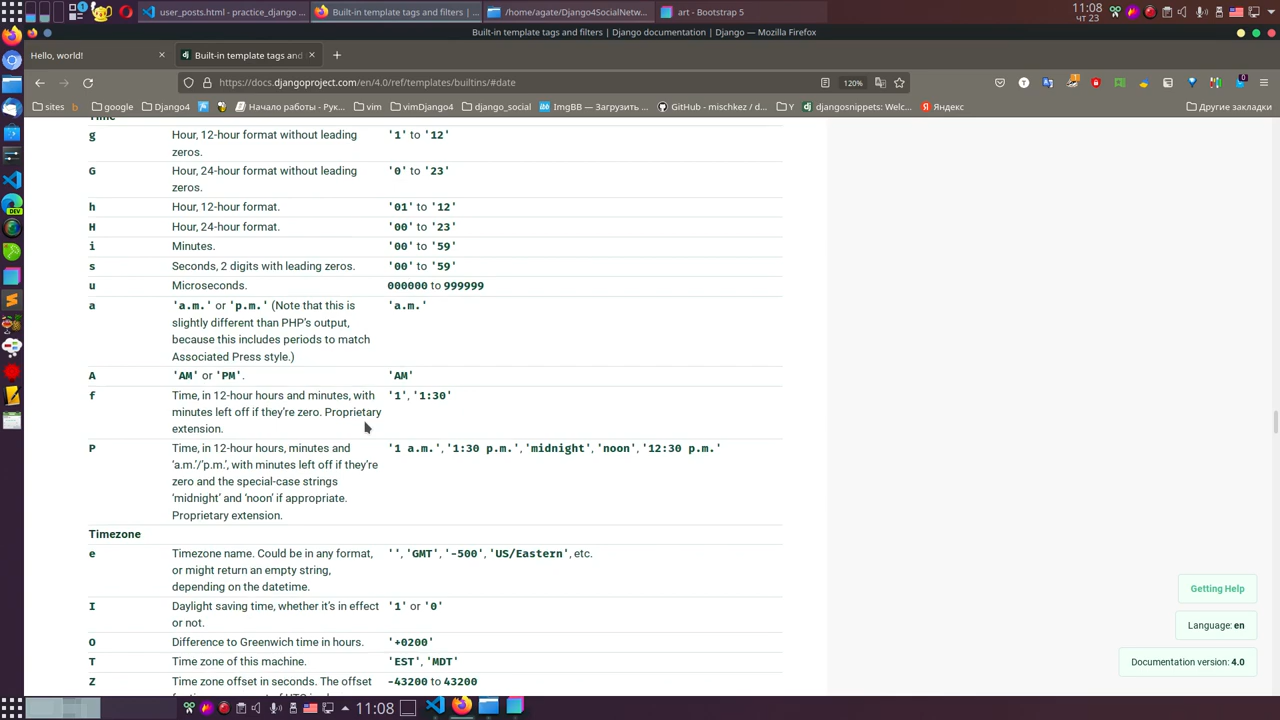 user_posts.html - practice_django ...
Built-in template tags and filters | ...
/home/agate/Django4SocialNetw...
art - Bootstrap 5
11:08
ЧТ 23
Built-in template tags and filters | Django documentation | Django — Mozilla Firefox
Hello, world!
Built-in template tags and
https://docs.djangoproject.com/en/4.0/ref/templates/builtins/#date
120%
sites
google
Django4
Начало работы - Рук...
vim
vimDjango4
django_social
ImgBB — Загрузить ...
GitHub - mischkez / d...
Y
djangosnippets: Welc...
Яндекс
Другие закладки
Time
g Hour, 12-hour format without leading '1' to '12'
zeros.
G Hour, 24-hour format without leading '0' to '23'
zeros.
h Hour, 12-hour format. '01' to '12'
H Hour, 24-hour format. '00' to '23'
i Minutes. '00' to '59'
s Seconds, 2 digits with leading zeros. '00' to '59'
u Microseconds. 000000 to 999999
a 'a.m.' or 'p.m.' (Note that this is 'a.m.'
slightly different than PHP's output,
because this includes periods to match
Associated Press style.)
A 'AM' or 'PM'. 'AM'
f Time, in 12-hour hours and minutes, with '1', '1:30'
minutes left off if they're zero. Proprietary
extension.
P Time, in 12-hour hours, minutes and '1 a.m.', '1:30 p.m.', 'midnight', 'noon', '12:30 p.m.'
'a.m.'/'p.m.', with minutes left off if they're
zero and the special-case strings
'midnight' and 'noon' if appropriate.
Proprietary extension.
Timezone
e Timezone name. Could be in any format, '', 'GMT', '-500', 'US/Eastern', etc.
or might return an empty string,
depending on the datetime.
I Daylight saving time, whether it's in effect '1' or '0'
or not.
O Difference to Greenwich time in hours. '+0200'
T Time zone of this machine. 'EST', 'MDT'
Z Time zone offset in seconds. The offset -43200 to 43200
Getting Help
Language: en
Documentation version: 4.0
11:08